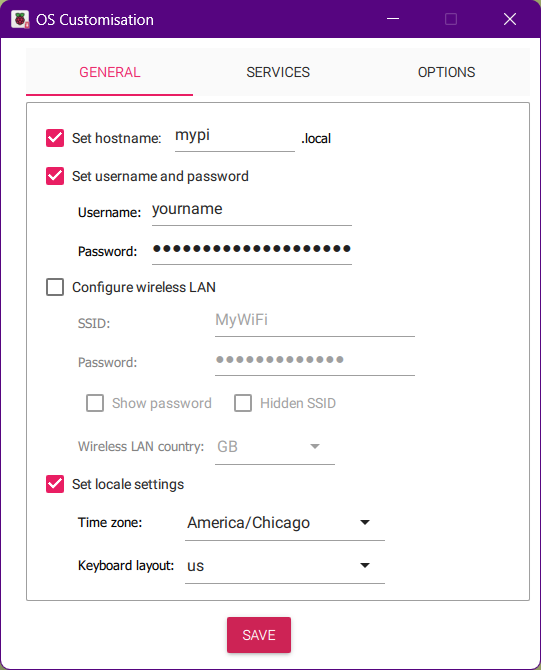 OS Customisation
GENERAL SERVICES OPTIONS
Set hostname: mypi .local
Set username and password
Username: yourname
Password: ●●●●●●●●●●●●●●●●●●●●
Configure wireless LAN
SSID: MyWiFi
Password: ●●●●●●●●●●●●●
Show password Hidden SSID
Wireless LAN country: GB
Set locale settings
Time zone: America/Chicago
Keyboard layout: us
SAVE